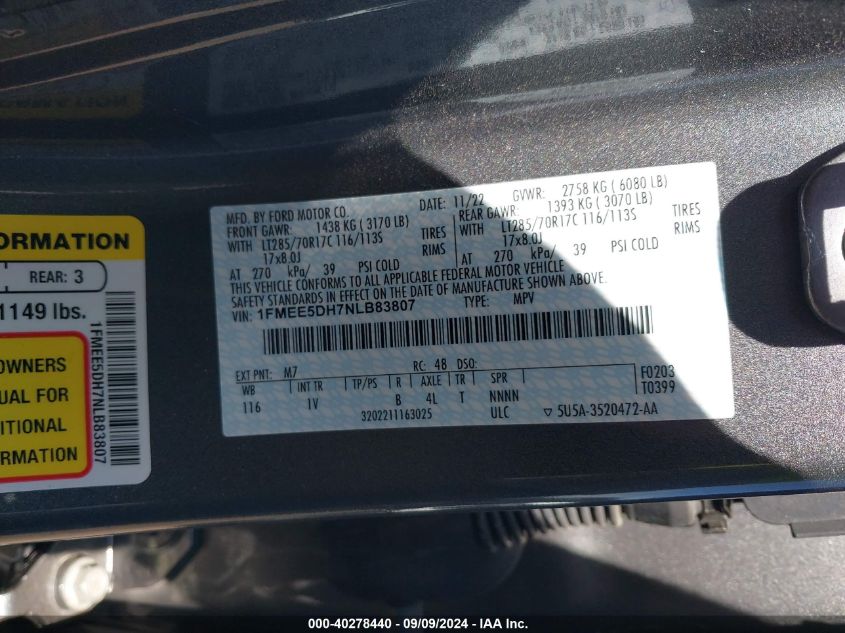 ORMATION
REAR: 3
1149 lbs.
OWNERS
UAL FOR
ITIONAL
RMATION
1FMEE5DH7NLB83807
MFD. BY FORD MOTOR CO.
DATE: 11/22 GVWR: 2758 KG ( 6080 LB)
FRONT GAWR: 1438 KG ( 3170 LB) REAR GAWR: 1393 KG ( 3070 LB)
WITH LT285/70R17C 116/113S TIRES WITH LT285/70R17C 116/113S TIRES
17x8.0J RIMS 17x8.0J RIMS
AT 270 kPa/ 39 PSI COLD AT 270 kPa/ 39 PSI COLD
THIS VEHICLE CONFORMS TO ALL APPLICABLE FEDERAL MOTOR VEHICLE
SAFETY STANDARDS IN EFFECT ON THE DATE OF MANUFACTURE SHOWN ABOVE.
VIN: 1FMEE5DH7NLB83807 TYPE: MPV
EXT PNT: M7 RC: 48 DSO: F0203
WB INT TR TP/PS R AXLE TR SPR T0399
116 1V B 4L T NNNN
3202211163025 ULC ▽ 5U5A-3520472-AA
000-40278440 - 09/09/2024 - IAA Inc.